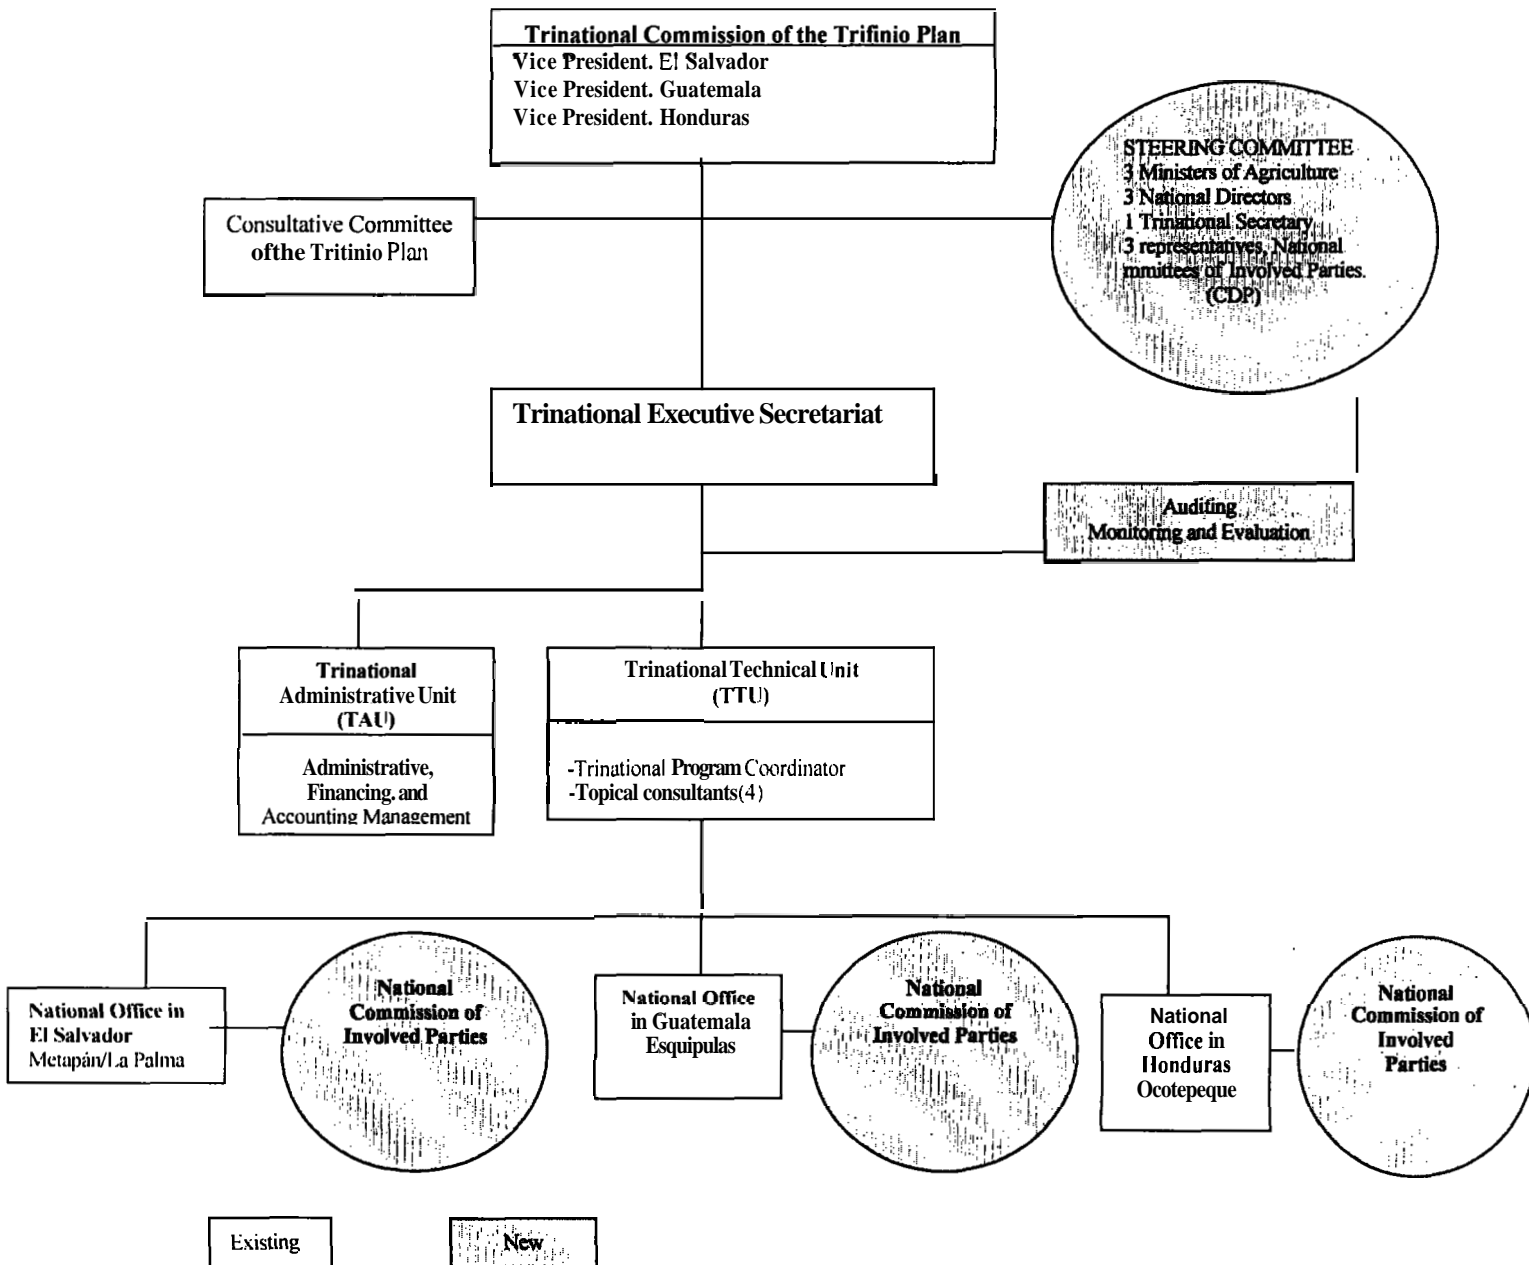 Trinational Commission of the Trifinio Plan
Vice President. El Salvador
Vice President. Guatemala
Vice President. Honduras
STEERING COMMITTEE
3 Ministers of Agriculture
3 National Directors
1 Trinational Secretary
3 representatives, National
mmittees of Involved Parties.
(CDP)
Consultative Committee
ofthe Tritinio Plan
Trinational Executive Secretariat
Auditing
Monitoring and Evaluation
Trinational
Administrative Unit
(TAU)
Administrative,
Financing. and
Accounting Management
Trinational Technical Unit
(TTU)
-Trinational Program Coordinator
-Topical consultants(4)
National Office in
El Salvador
Metapán/La Palma
National
Commission of
Involved Parties
National Office
in Guatemala
Esquipulas
National
Commission of
Involved Parties
National
Office in
Honduras
Ocotepeque
National
Commission of
Involved
Parties
Existing
New